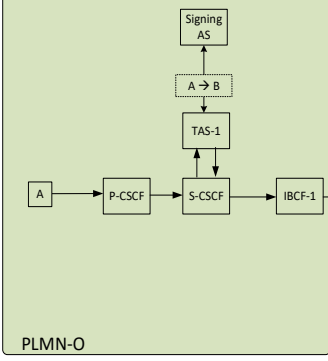 Signing
AS
A → B
TAS-1
A
P-CSCF
S-CSCF
IBCF-1
PLMN-O